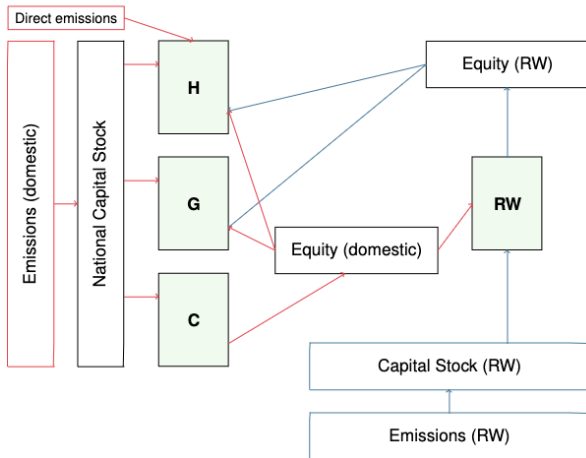 Direct emissions
Emissions (domestic)
National Capital Stock
H
G
C
Equity (domestic)
Equity (RW)
RW
Capital Stock (RW)
Emissions (RW)